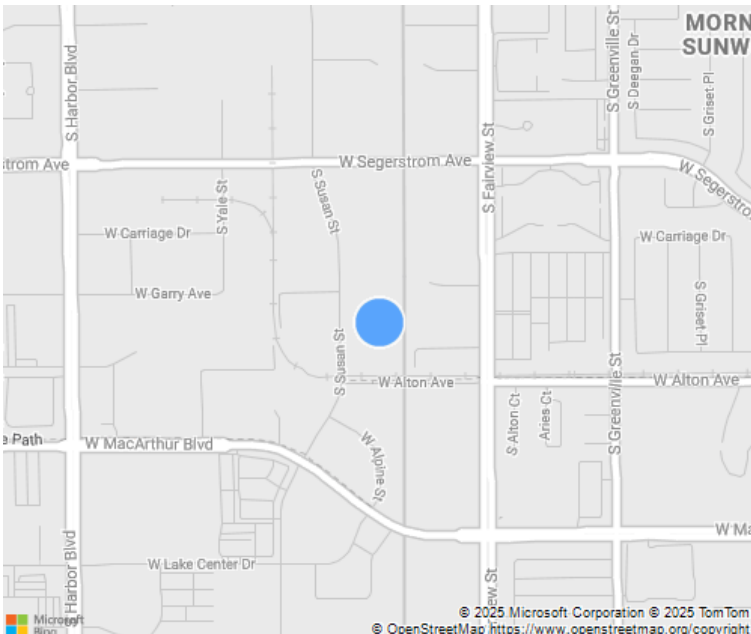 MORN
SUNW
S Harbor Blvd
S Greenville St
S Deegan Dr
S Griset Pl
S Fairview St
strom Ave
W Segerstrom Ave
W Segerstro
S Susan St
S Yale St
W Carriage Dr
W Carriage Dr
W Garry Ave
S Griset Pl
S Susan St
W Alton Ave
W Alton Ave
S Greenville St
S Alton Ct
Aries Ct
e Path
W MacArthur Blvd
W Alpine St
W Ma
S Harbor Blvd
W Lake Center Dr
ew St
Microsoft
Bing
© 2025 Microsoft Corporation © 2025 TomTom
© OpenStreetMap https://www.openstreetmap.org/copyright